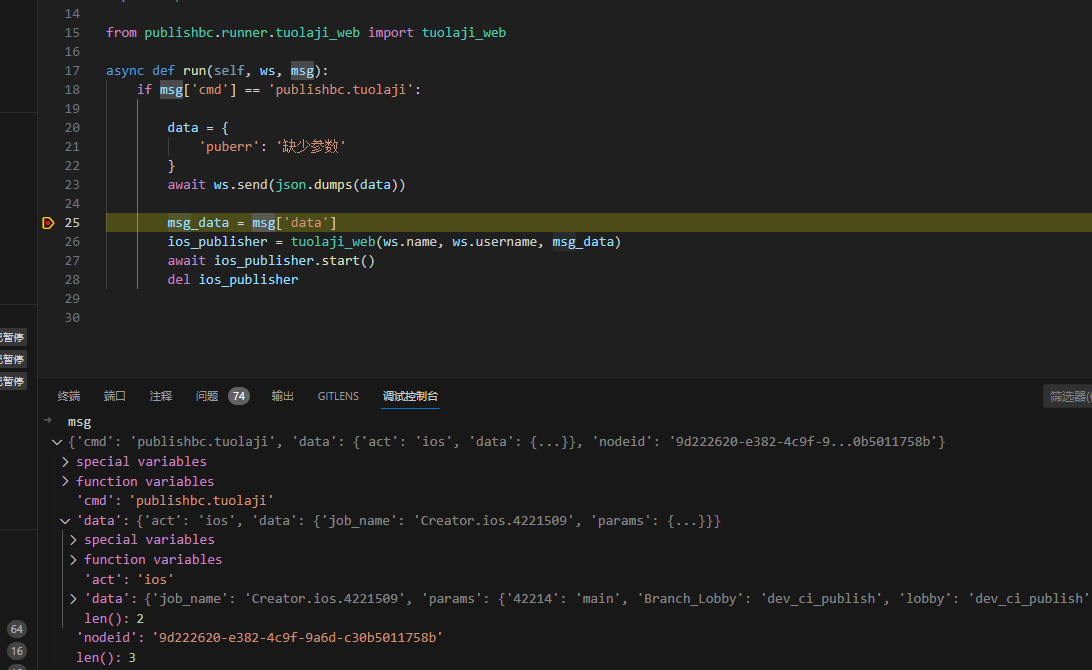 14
15 from publishbc.runner.tuolaji_web import tuolaji_web
16
17 async def run(self, ws, msg):
18 if msg['cmd'] == 'publishbc.tuolaji':
19
20 data = {
21 'puberr': '缺少参数'
22 }
23 await ws.send(json.dumps(data))
24
25 msg_data = msg['data']
26 ios_publisher = tuolaji_web(ws.name, ws.username, msg_data)
27 await ios_publisher.start()
28 del ios_publisher
29
30
已暂停
已暂停
已暂停
终端 端口 注释 问题 74 输出 GITLENS 调试控制台 筛选器(
msg
{'cmd': 'publishbc.tuolaji', 'data': {'act': 'ios', 'data': {...}}, 'nodeid': '9d222620-e382-4c9f-9...0b5011758b'}
special variables
function variables
'cmd': 'publishbc.tuolaji'
'data': {'act': 'ios', 'data': {'job_name': 'Creator.ios.4221509', 'params': {...}}}
special variables
function variables
'act': 'ios'
'data': {'job_name': 'Creator.ios.4221509', 'params': {'42214': 'main', 'Branch_Lobby': 'dev_ci_publish', 'lobby': 'dev_ci_publish'
len(): 2
'nodeid': '9d222620-e382-4c9f-9a6d-c30b5011758b'
len(): 3
64
16